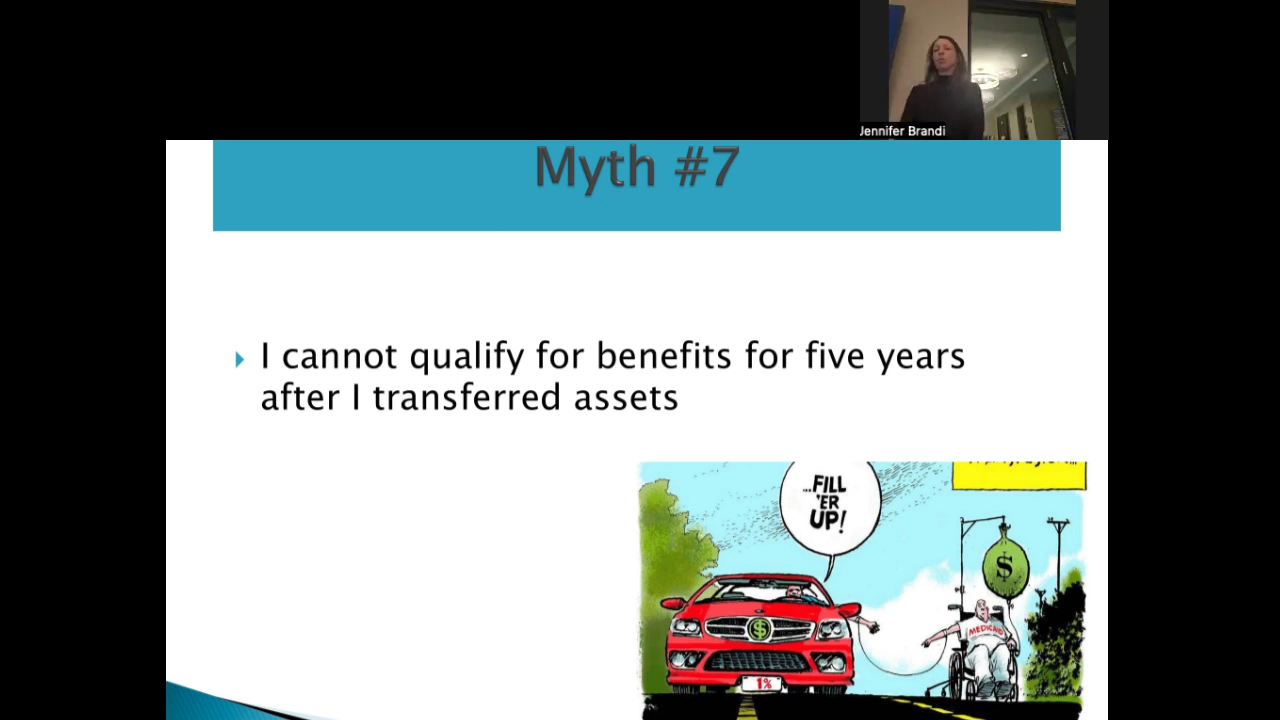 Jennifer Brandi
Myth #7
I cannot qualify for benefits for five years
after I transferred assets
...FILL
'ER
UP!
$
$
MEDICAID
1%